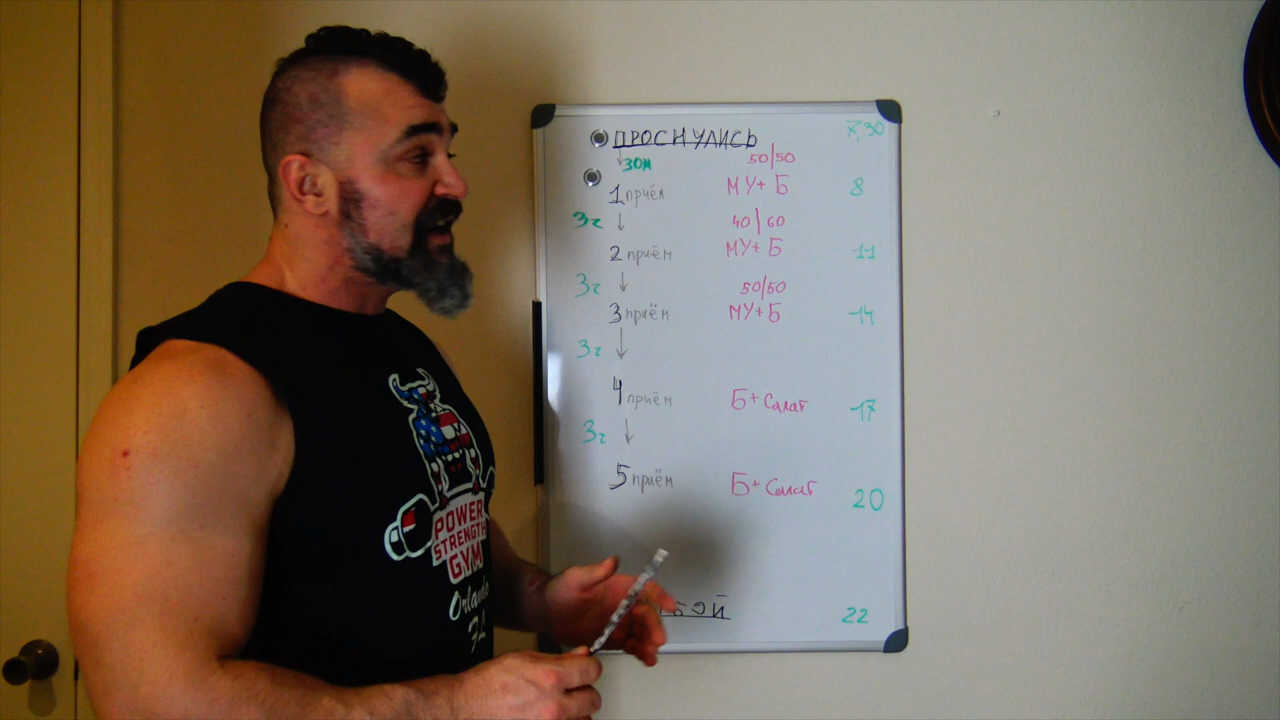 ПРОСНУЛИСЬ 7,30
30м 50/50
1 приём МУ+Б 8
3ч 40/60
2 приём МУ+Б 11
3ч 50/50
3 приём МУ+Б 14
3ч
4 приём Б+Салат 17
3ч
5 приём Б+Салат 20
22
POWER
STRENGTH
GYM
Orlando
FL